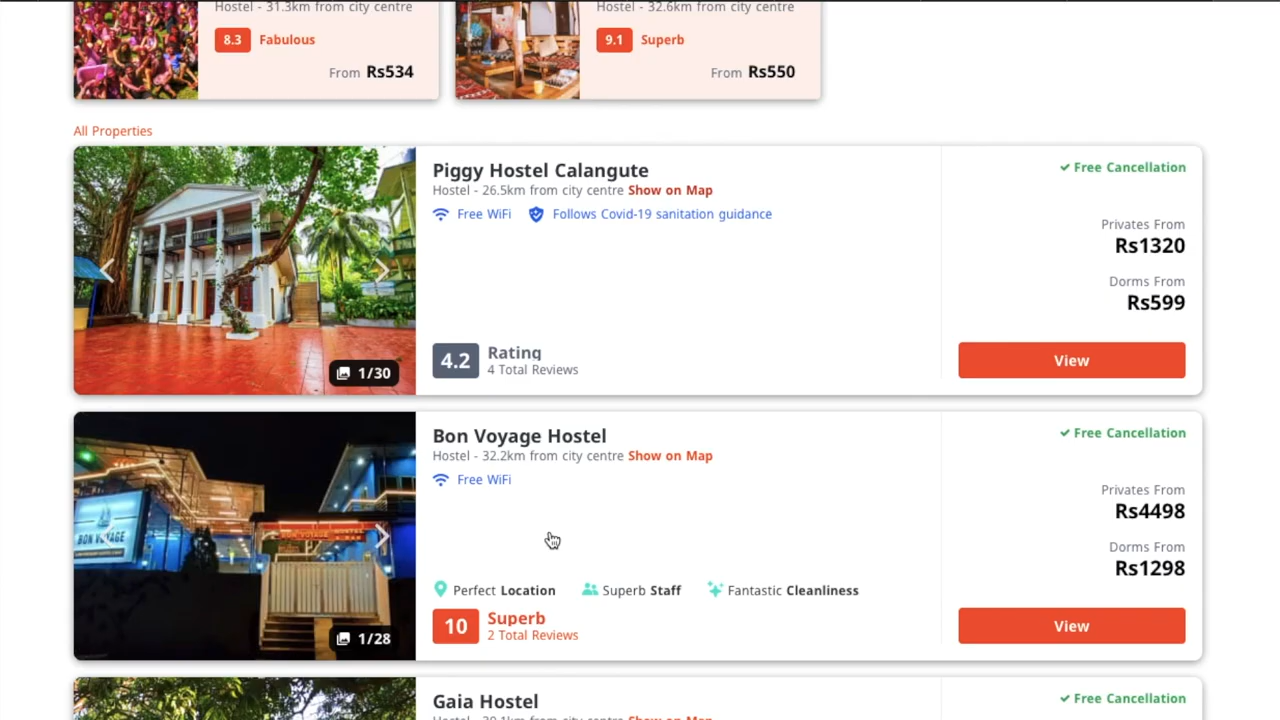 Hostel - 31.3km from city centre
8.3 Fabulous
From Rs534
Hostel - 32.6km from city centre
9.1 Superb
From Rs550
All Properties
Piggy Hostel Calangute
Hostel - 26.5km from city centre Show on Map
Free WiFi Follows Covid-19 sanitation guidance
4.2 Rating
4 Total Reviews
1/30
Free Cancellation
Privates From
Rs1320
Dorms From
Rs599
View
BON VOYAGE
Bon Voyage Hostel
Hostel - 32.2km from city centre Show on Map
Free WiFi
Perfect Location Superb Staff Fantastic Cleanliness
10 Superb
2 Total Reviews
1/28
Free Cancellation
Privates From
Rs4498
Dorms From
Rs1298
View
Gaia Hostel
Free Cancellation